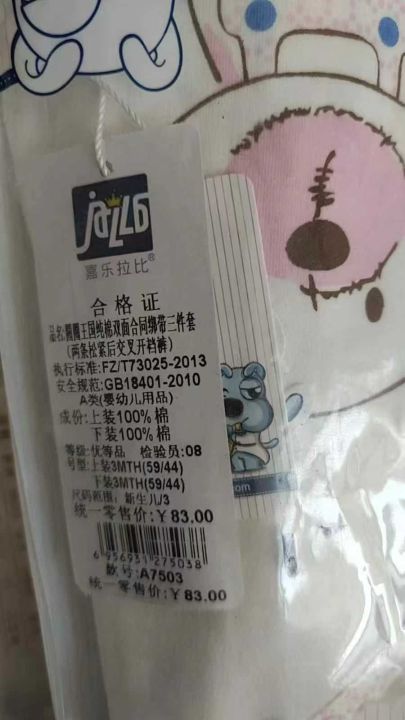 jallb
嘉乐拉比®
合格证
品名:圈圈王国纯棉双面合同绑带三件套
(两条松紧后交叉开裆裤)
执行标准:FZ/T73025-2013
安全规范:GB18401-2010
A类(婴幼儿用品)
成份:上装100%棉
下装100%棉
等级:优等品 检验员:08
号型:上装3MTH(59/44)
下装3MTH(59/44)
尺码范围:新生儿/3
统一零售价:¥83.00
6 956931 275038
款号:A7503
统一零售价:¥83.00
om